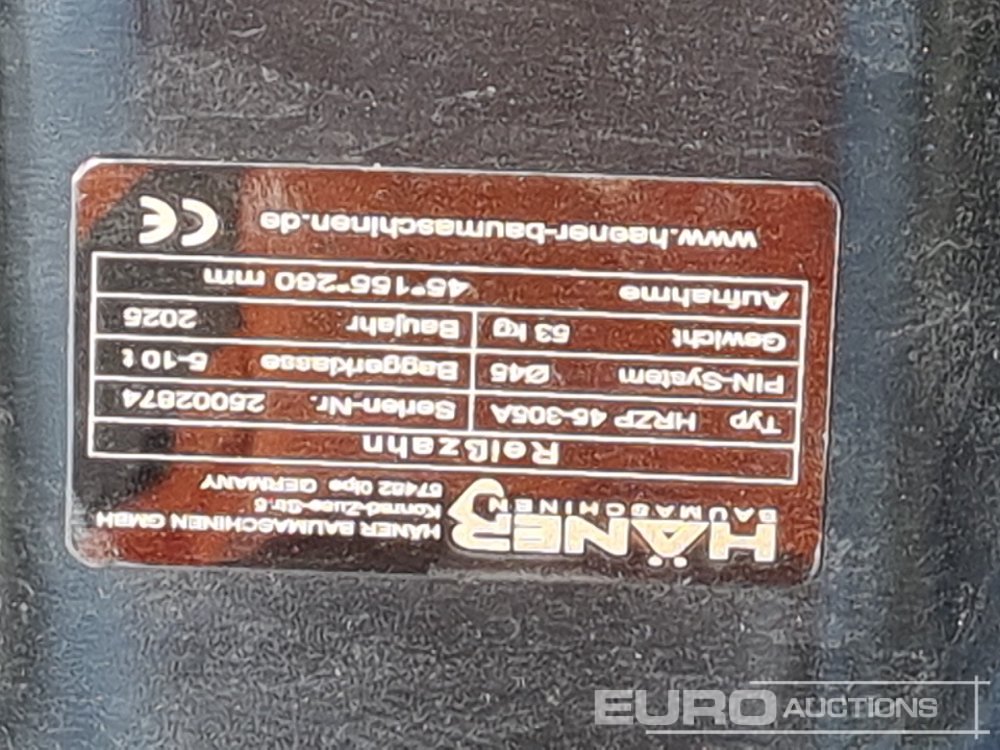 HÄNER
BAUMASCHINEN
HÄNER BAUMASCHINEN GMBH
Konrad-Zuse-Str.6
57462 Olpe GERMANY
Reißzahn
Typ HRZP 45-305A Serien-Nr. 25002874
PIN-System Ø45 Baggerklasse 5-10 t
Gewicht 53 kg Baujahr 2025
Aufnahme 45*155*260 mm
www.haener-baumaschinen.de CE
EURO AUCTIONS